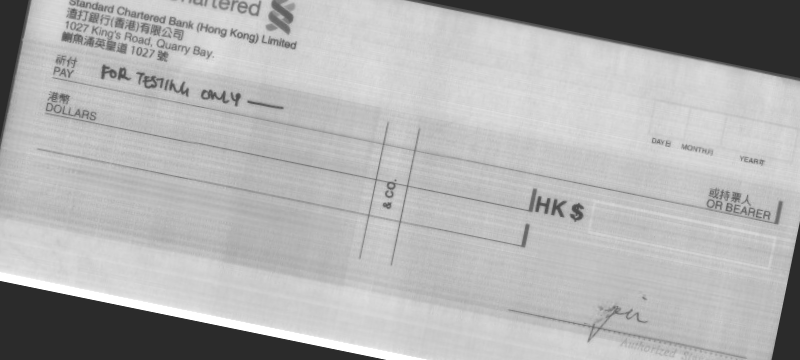 Standard Chartered Bank (Hong Kong) Limited
渣打銀行(香港)有限公司
1027 King's Road, Quarry Bay.
鰂魚涌英皇道 1027 號
祈付
PAY FOR TESTING ONLY
港幣
DOLLARS
& CO.
DAY日 MONTH月 YEAR年
或持票人
OR BEARER
HK $